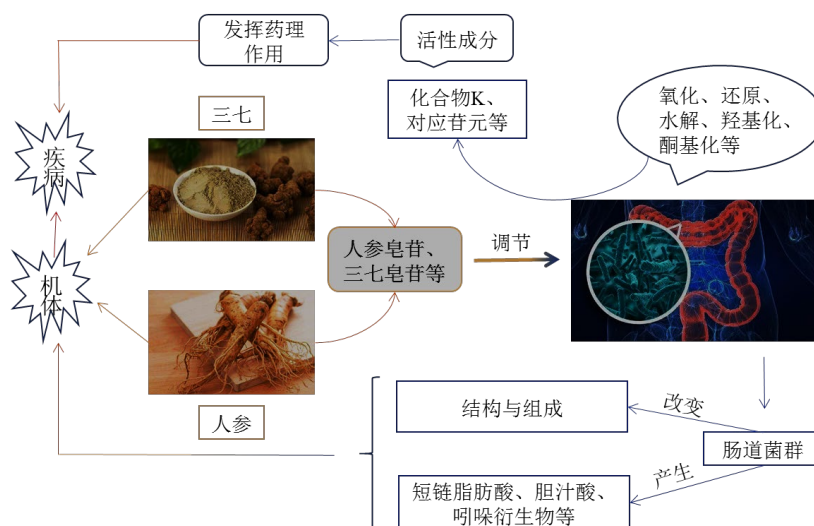 发挥药理
作用
活性成分
化合物K、
对应苷元等
氧化、还原、
水解、羟基化、
酮基化等
三七
疾
病
人参皂苷、
三七皂苷等
调节
机
体
人参
结构与组成
改变
肠道菌群
产生
短链脂肪酸、胆汁酸、
吲哚衍生物等